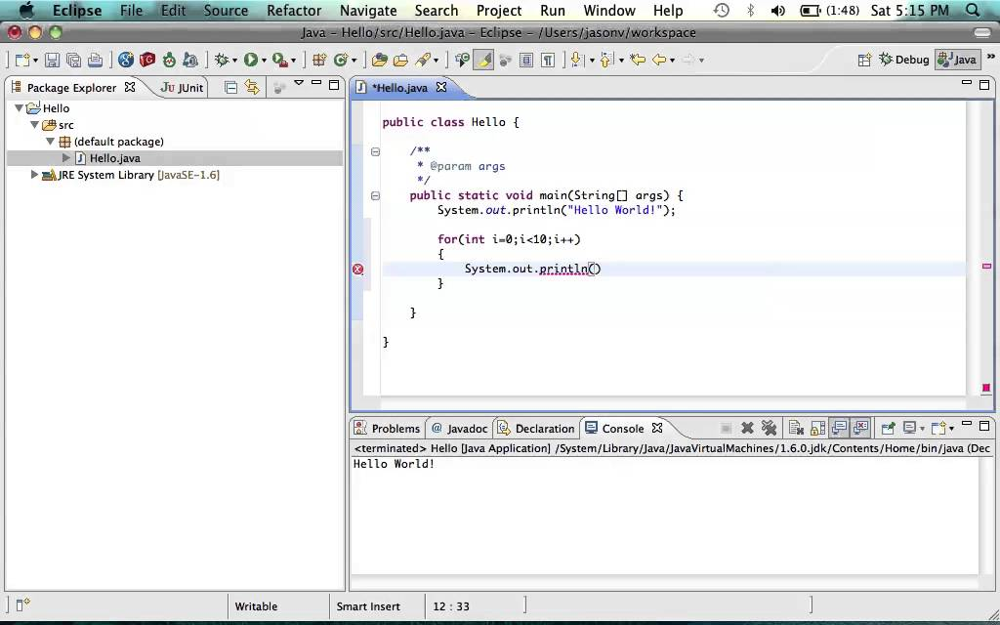 Eclipse File Edit Source Refactor Navigate Search Project Run Window Help (1:48) Sat 5:15 PM
Java – Hello/src/Hello.java – Eclipse – /Users/jasonv/workspace
Debug Java »
Package Explorer JUnit
*Hello.java
Hello
src
(default package)
Hello.java
JRE System Library [JavaSE-1.6]
public class Hello {
/**
* @param args
*/
public static void main(String[] args) {
System.out.println("Hello World!");
for(int i=0;i<10;i++)
{
System.out.println()
}
}
}
Problems @ Javadoc Declaration Console
<terminated> Hello [Java Application] /System/Library/Java/JavaVirtualMachines/1.6.0.jdk/Contents/Home/bin/java (Dec
Hello World!
Writable Smart Insert 12 : 33